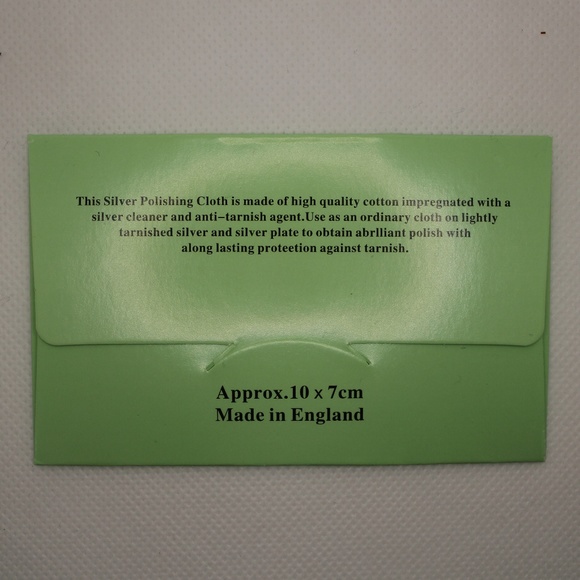 This Silver Polishing Cloth is made of high quality cotton impregnated with a
silver cleaner and anti-tarnish agent.Use as an ordinary cloth on lightly
tarnished silver and silver plate to obtain abrlliant polish with
along lasting proteetion against tarnish.
Approx.10 x 7cm
Made in England